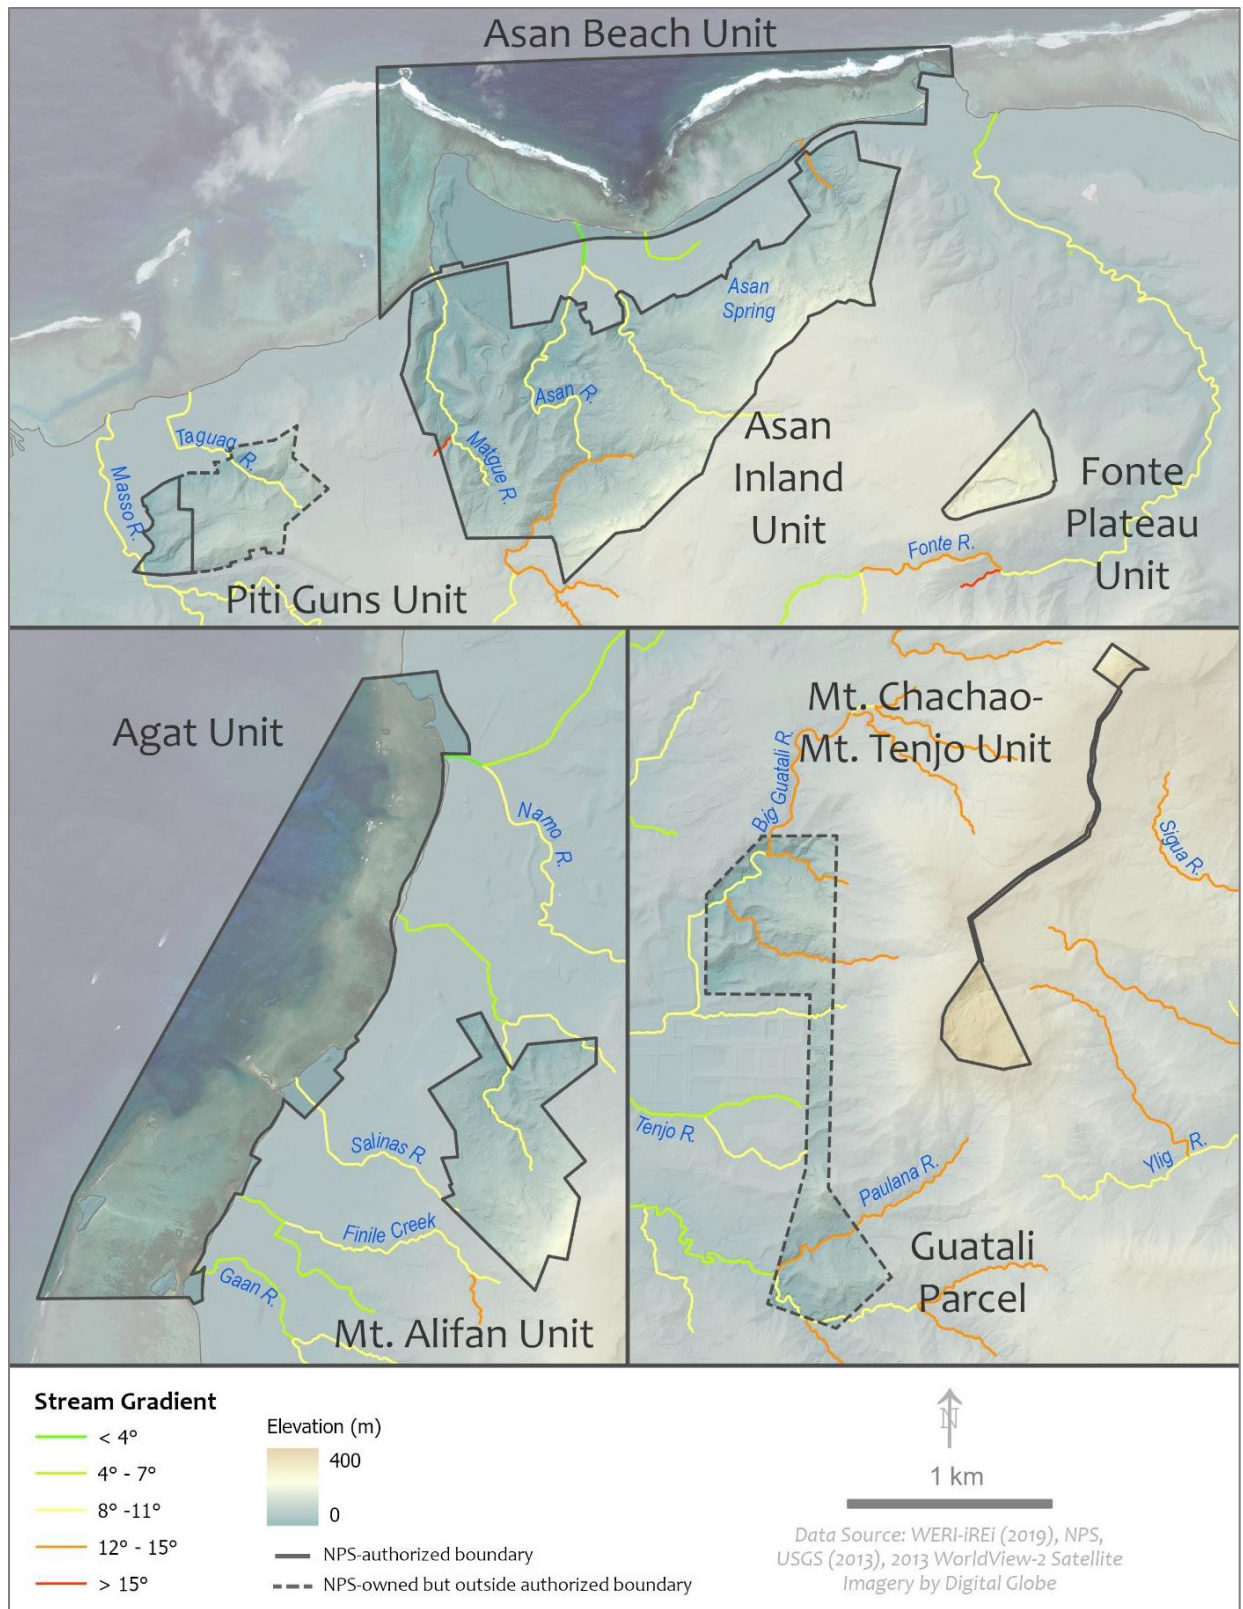 Asan Beach Unit
Asan
Spring
Asan R.
Taguag R.
Matgue R.
Masso R.
Asan
Inland
Unit
Fonte
Plateau
Unit
Fonte R.
Piti Guns Unit
Agat Unit
Namo R.
Salinas R.
Finile Creek
Gaan R.
Mt. Alifan Unit
Mt. Chachao-
Mt. Tenjo Unit
Big Guatali R.
Sigua R.
Tenjo R.
Paulana R.
Ylig R.
Guatali
Parcel
Stream Gradient
< 4°
4° - 7°
8° -11°
12° - 15°
> 15°
Elevation (m)
400
0
NPS-authorized boundary
NPS-owned but outside authorized boundary
N
1 km
Data Source: WERI-iREi (2019), NPS,
USGS (2013), 2013 WorldView-2 Satellite
Imagery by Digital Globe